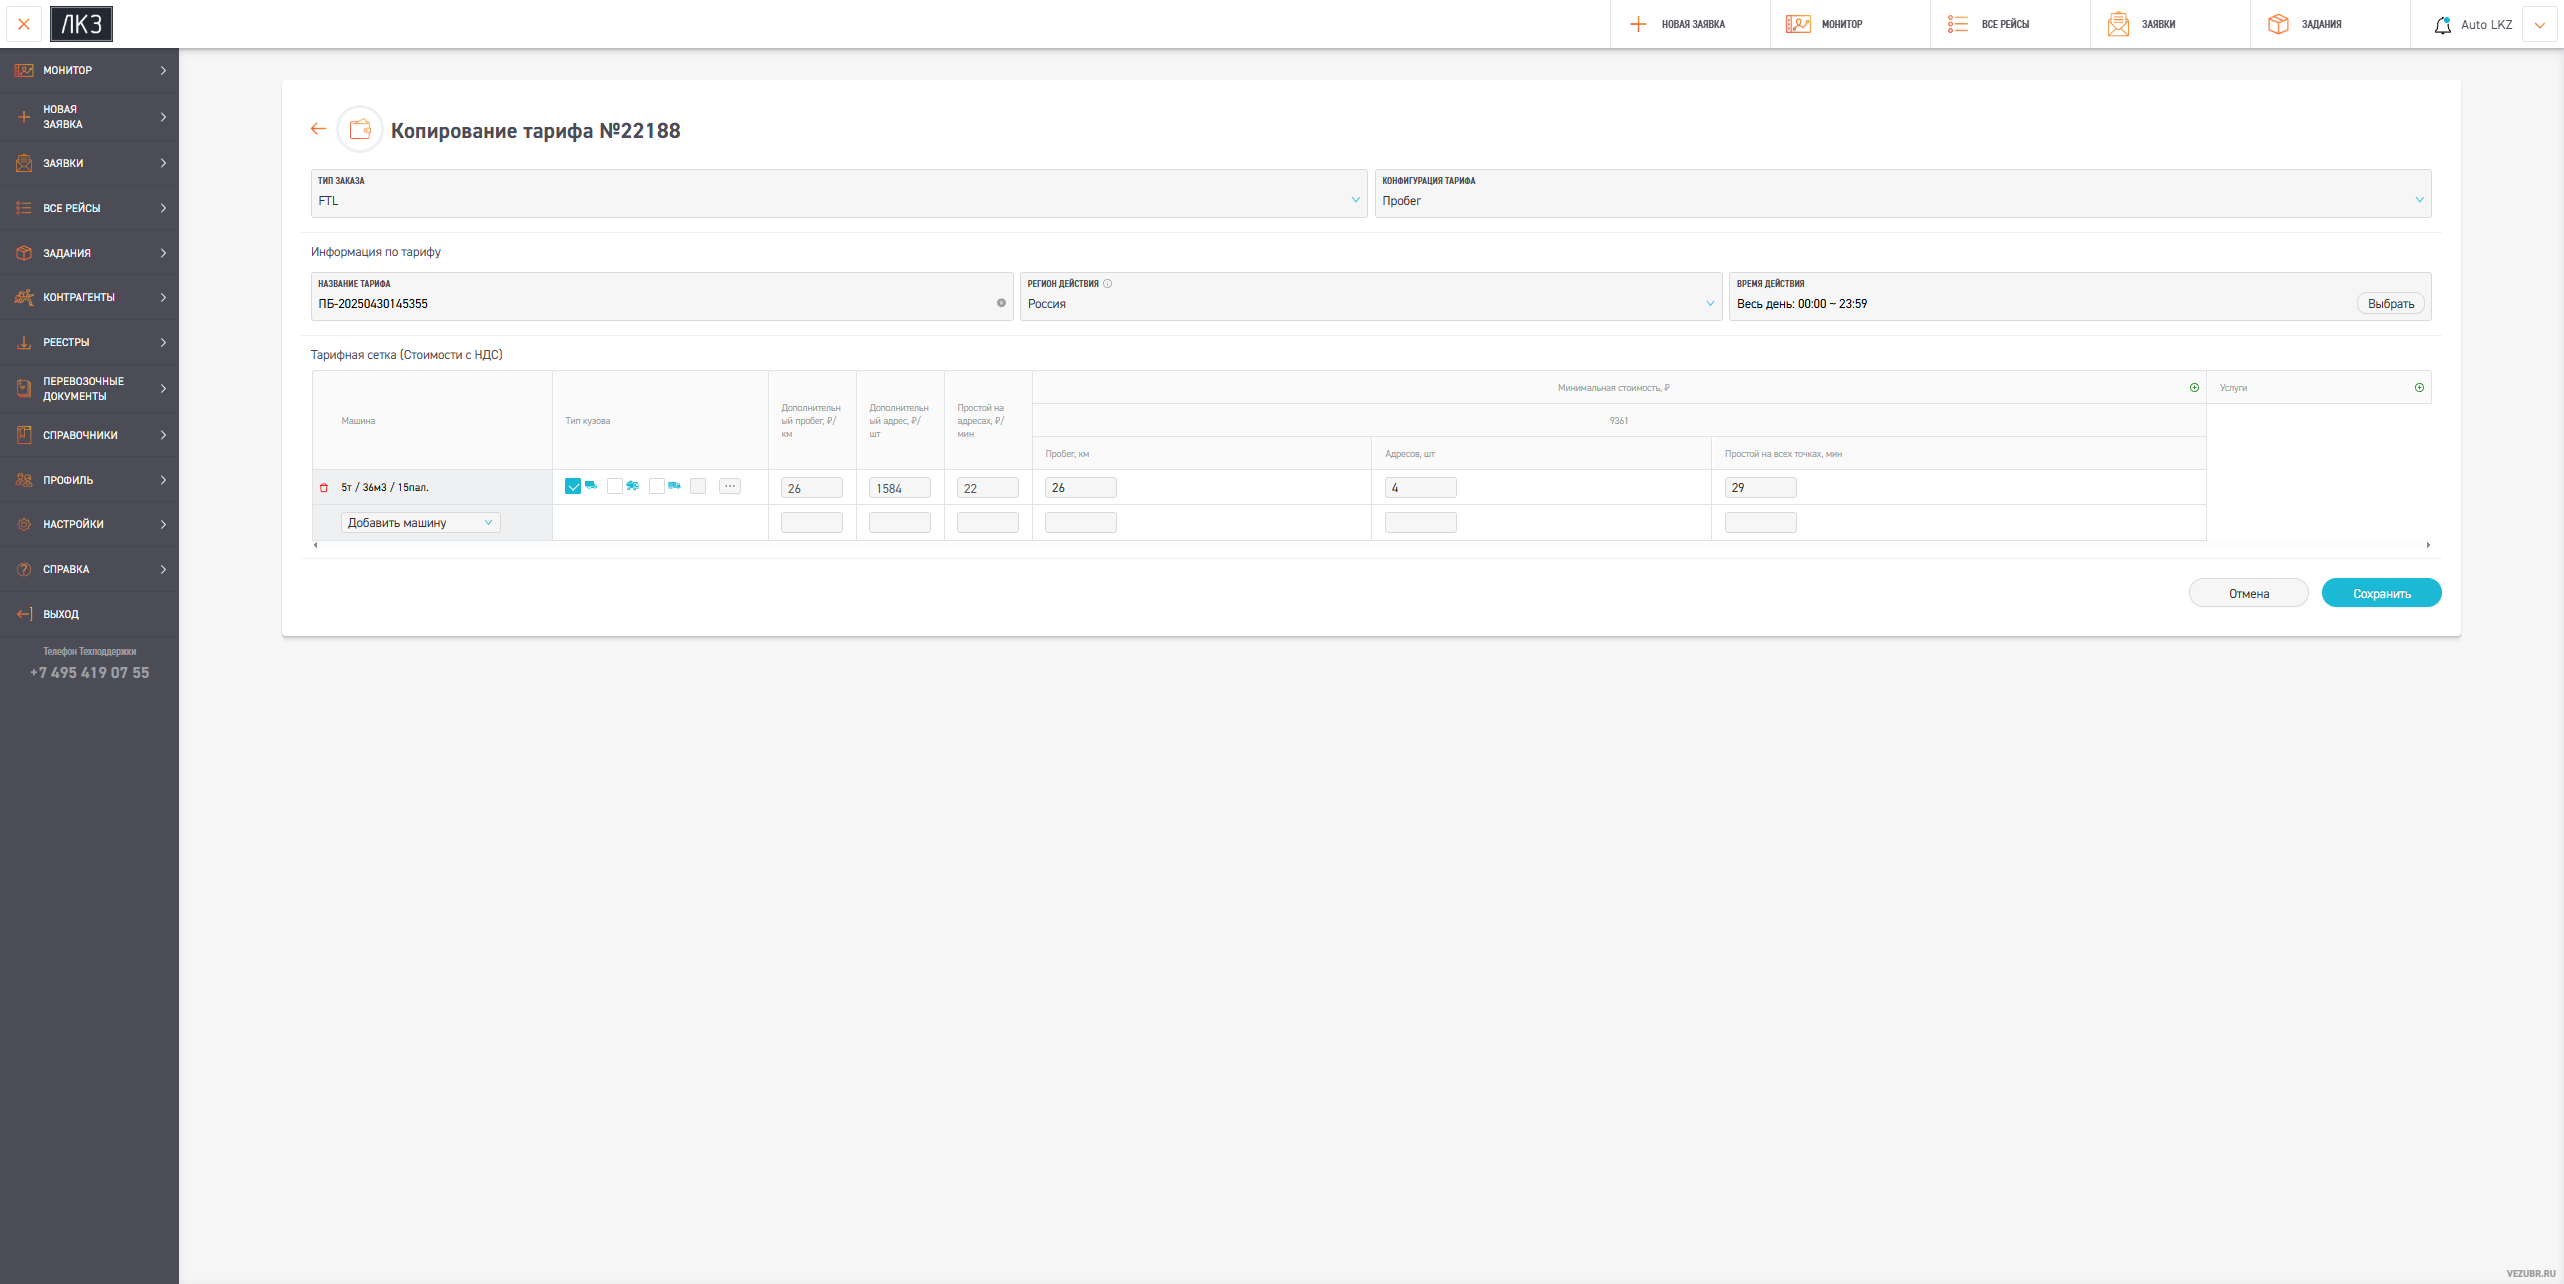 ЛКЗ
НОВАЯ ЗАЯВКА
МОНИТОР
ВСЕ РЕЙСЫ
ЗАЯВКИ
ЗАДАНИЯ
Auto LKZ
МОНИТОР
НОВАЯ
ЗАЯВКА
ЗАЯВКИ
ВСЕ РЕЙСЫ
ЗАДАНИЯ
КОНТРАГЕНТЫ
РЕЕСТРЫ
ПЕРЕВОЗОЧНЫЕ
ДОКУМЕНТЫ
СПРАВОЧНИКИ
ПРОФИЛЬ
НАСТРОЙКИ
СПРАВКА
ВЫХОД
Телефон Техподдержки
+7 495 419 07 55
Копирование тарифа №22188
ТИП ЗАКАЗА
FTL
КОНФИГУРАЦИЯ ТАРИФА
Пробег
Информация по тарифу
НАЗВАНИЕ ТАРИФА
ПБ-20250430145355
РЕГИОН ДЕЙСТВИЯ
Россия
ВРЕМЯ ДЕЙСТВИЯ
Весь день: 00:00 ~ 23:59
Выбрать
Тарифная сетка (Стоимости с НДС)
Машина
Тип кузова
Дополнительн
ый пробег, ₽/
км
Дополнительн
ый адрес, ₽/
шт
Простой на
адресах, ₽/
мин
Минимальная стоимость, ₽
Услуги
9361
Пробег, км
Адресов, шт
Простой на всех точках, мин
5т / 36м3 / 15пал.
26
1584
22
26
4
29
Добавить машину
Отмена
Сохранить
VEZUBR.RU